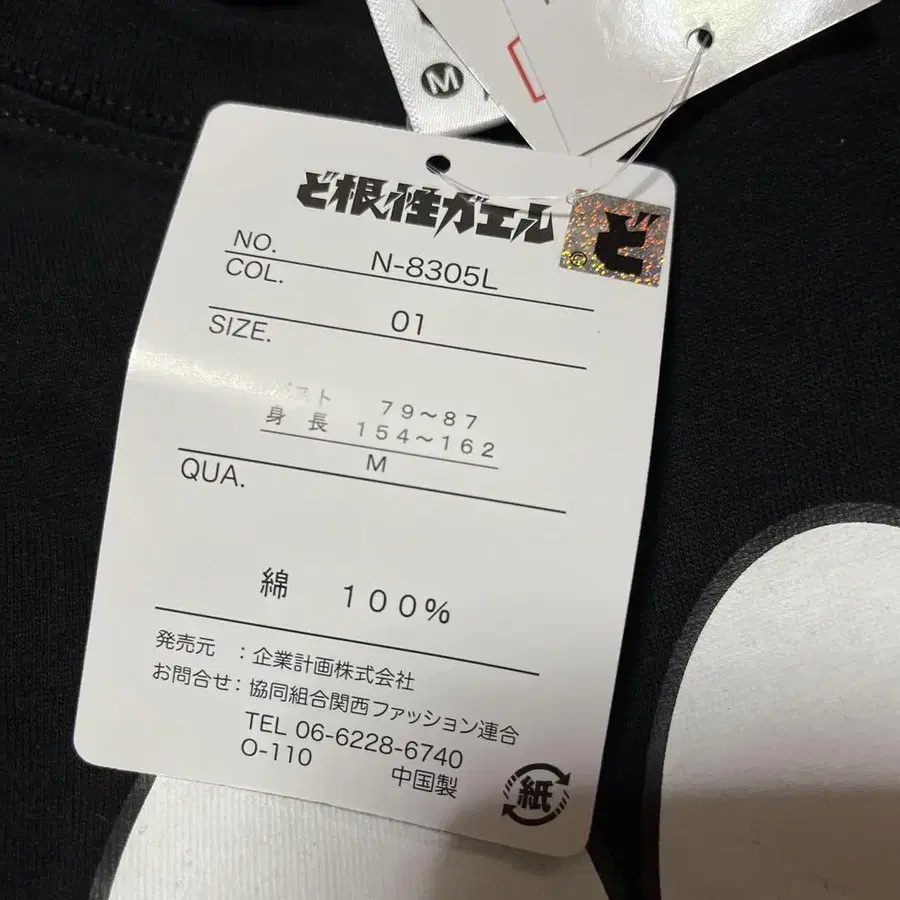 M
ど根性ガエル
ど
®
NO. N-8305L
COL. 01
SIZE.
バスト 79～87
身長 154～162
M
QUA.
綿 100%
発売元 : 企業計画株式会社
お問合せ: 協同組合関西ファッション連合
TEL 06-6228-6740
O-110 中国製
紙